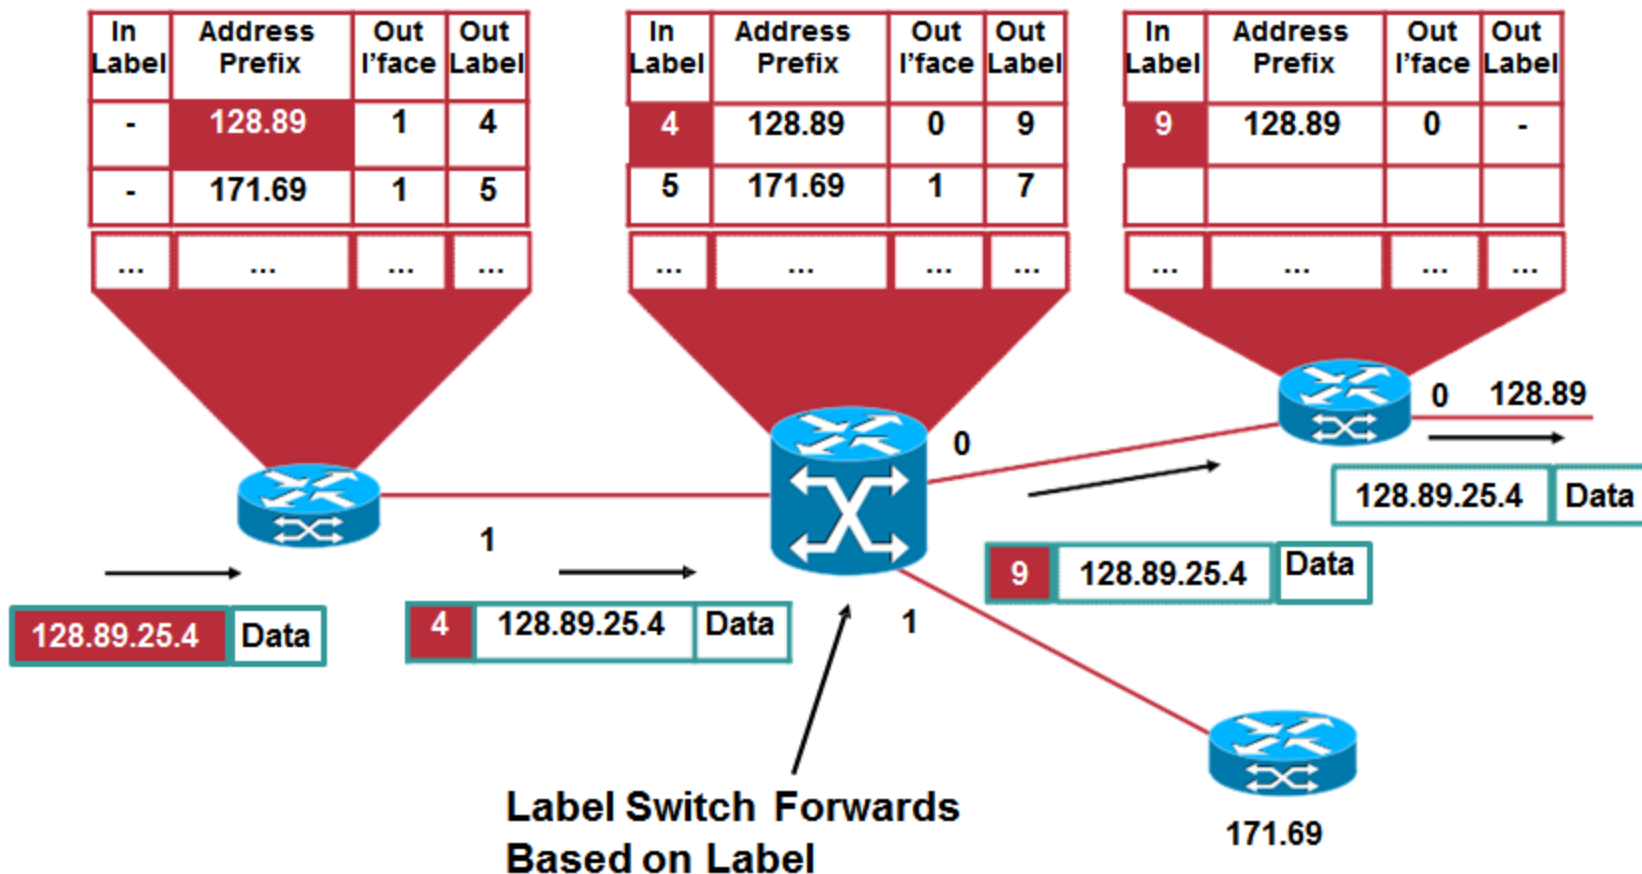 In Address Out Out
Label Prefix I'face Label
- 128.89 1 4
- 171.69 1 5
... ... ... ...
In Address Out Out
Label Prefix I'face Label
4 128.89 0 9
5 171.69 1 7
... ... ... ...
In Address Out Out
Label Prefix I'face Label
9 128.89 0 -
... ... ... ...
0 128.89
0
128.89.25.4 Data
1
9 128.89.25.4 Data
128.89.25.4 Data
4 128.89.25.4 Data
1
Label Switch Forwards
Based on Label
171.69